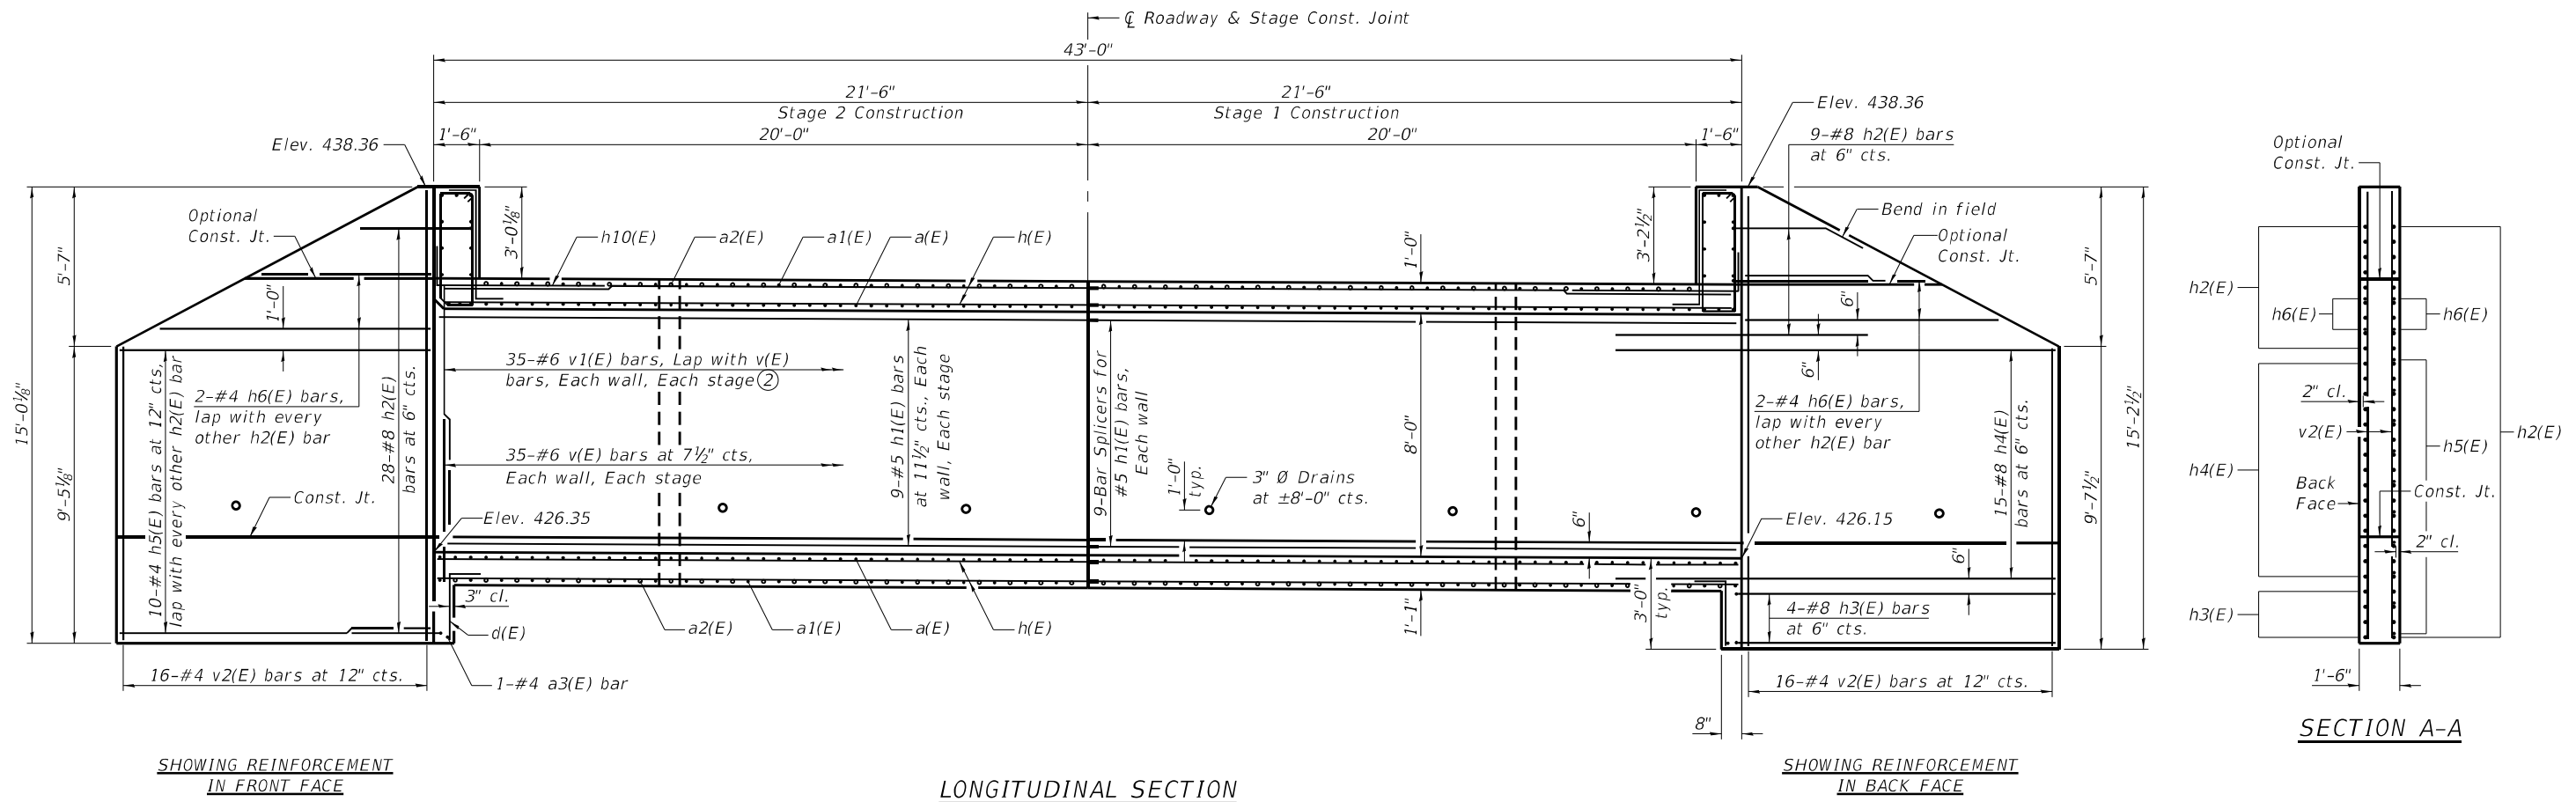 ℄ Roadway & Stage Const. Joint
43'-0"
21'-6"
21'-6"
Stage 2 Construction
Stage 1 Construction
1'-6"
20'-0"
20'-0"
1'-6"
Elev. 438.36
Elev. 438.36
9-#8 h2(E) bars
at 6" cts.
Optional
Const. Jt.
3'-0⅛"
h10(E)
a2(E)
a1(E)
a(E)
h(E)
1'-0"
3'-2½"
Bend in field
Optional
Const. Jt.
5'-7"
15'-0⅛"
9'-5⅛"
1'-0"
10-#4 h5(E) bars at 12" cts,
lap with every other h2(E) bar
2-#4 h6(E) bars,
lap with every
other h2(E) bar
28-#8 h2(E)
bars at 6" cts.
35-#6 v1(E) bars, Lap with v(E)
bars, Each wall, Each stage ②
35-#6 v(E) bars at 7½" cts,
Each wall, Each stage
9-#5 h1(E) bars
at 11½" cts., Each
wall, Each stage
9-Bar Splicers for
#5 h1(E) bars,
Each wall
1'-0"
typ.
3" Ø Drains
at ±8'-0" cts.
8'-0"
6"
6"
6"
2-#4 h6(E) bars,
lap with every
other h2(E) bar
15-#8 h4(E)
bars at 6" cts.
5'-7"
9'-7½"
15'-2½"
Const. Jt.
Elev. 426.35
Elev. 426.15
6"
3" cl.
d(E)
a2(E)
a1(E)
a(E)
h(E)
1'-1"
3'-0"
typ.
4-#8 h3(E) bars
at 6" cts.
16-#4 v2(E) bars at 12" cts.
1-#4 a3(E) bar
16-#4 v2(E) bars at 12" cts.
8"
SHOWING REINFORCEMENT
IN FRONT FACE
LONGITUDINAL SECTION
SHOWING REINFORCEMENT
IN BACK FACE
Optional
Const. Jt.
h2(E)
h6(E)
h6(E)
2" cl.
v2(E)
h5(E)
h2(E)
h4(E)
Back
Face
Const. Jt.
2" cl.
h3(E)
1'-6"
SECTION A-A